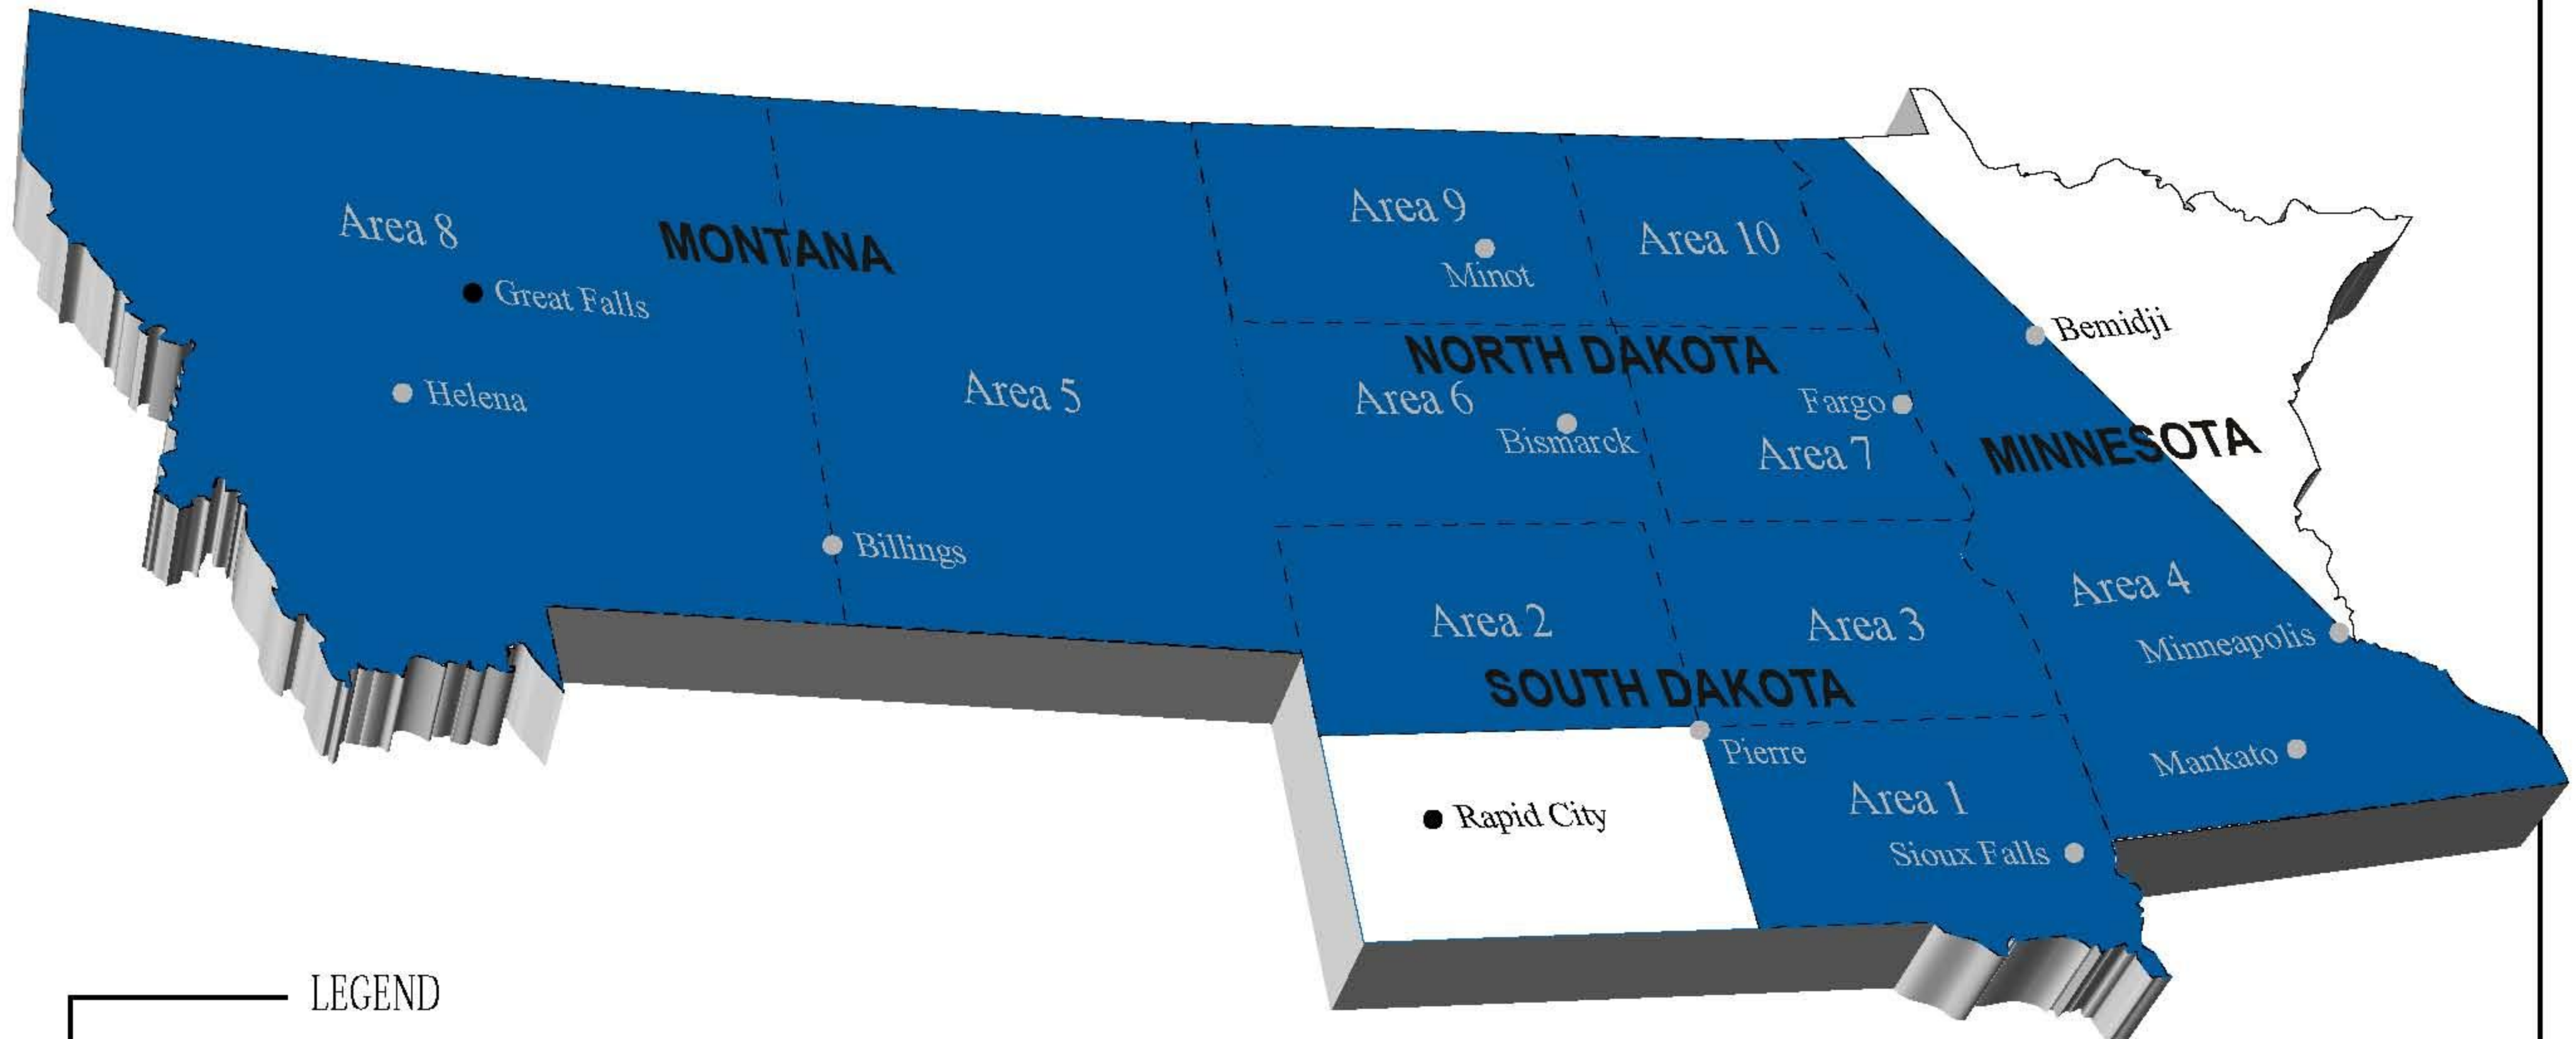 Area 8
MONTANA
Great Falls
Helena
Area 5
Billings
Area 9
Minot
Area 10
NORTH DAKOTA
Area 6
Bismarck
Fargo
Area 7
Bemidji
MINNESOTA
Area 4
Minneapolis
Mankato
Area 2
Area 3
SOUTH DAKOTA
Pierre
Rapid City
Area 1
Sioux Falls
LEGEND